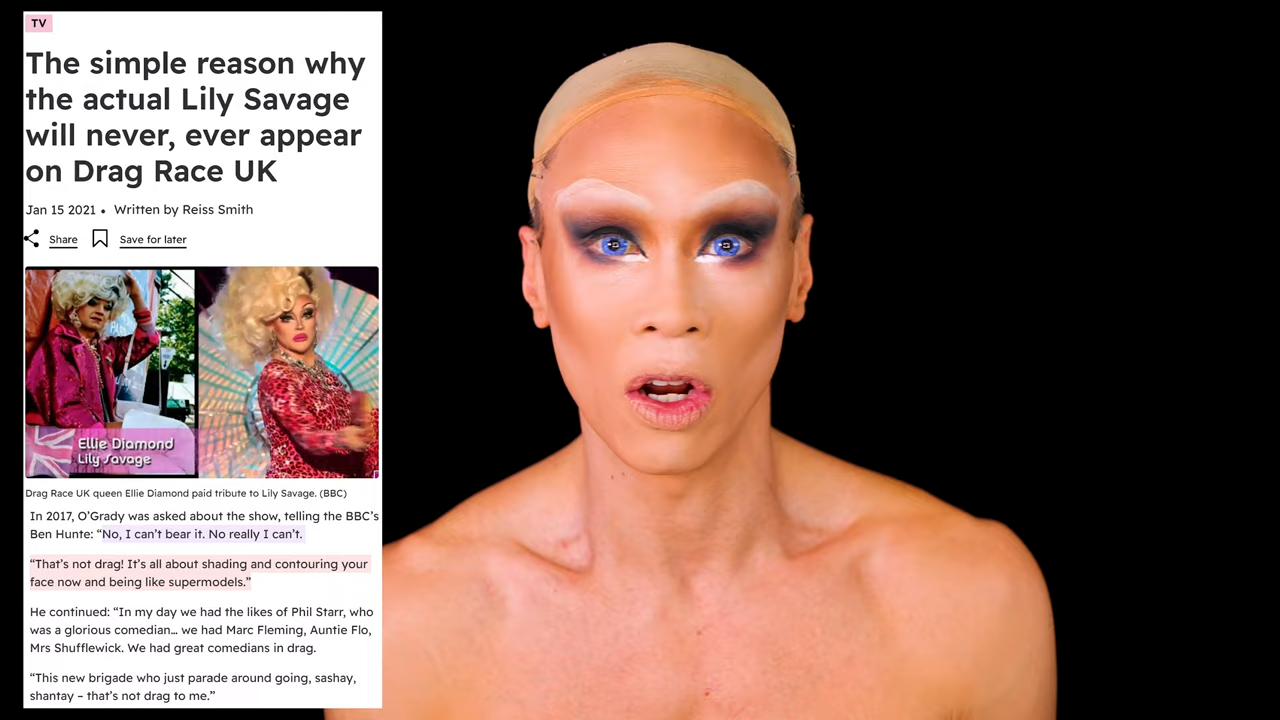 TV
The simple reason why
the actual Lily Savage
will never, ever appear
on Drag Race UK
Jan 15 2021 • Written by Reiss Smith
Share Save for later
Ellie Diamond
Lily Savage
Drag Race UK queen Ellie Diamond paid tribute to Lily Savage. (BBC)
In 2017, O’Grady was asked about the show, telling the BBC’s
Ben Hunte: “No, I can’t bear it. No really I can’t.
“That’s not drag! It’s all about shading and contouring your
face now and being like supermodels.”
He continued: “In my day we had the likes of Phil Starr, who
was a glorious comedian… we had Marc Fleming, Auntie Flo,
Mrs Shufflewick. We had great comedians in drag.
“This new brigade who just parade around going, sashay,
shantay – that’s not drag to me.”